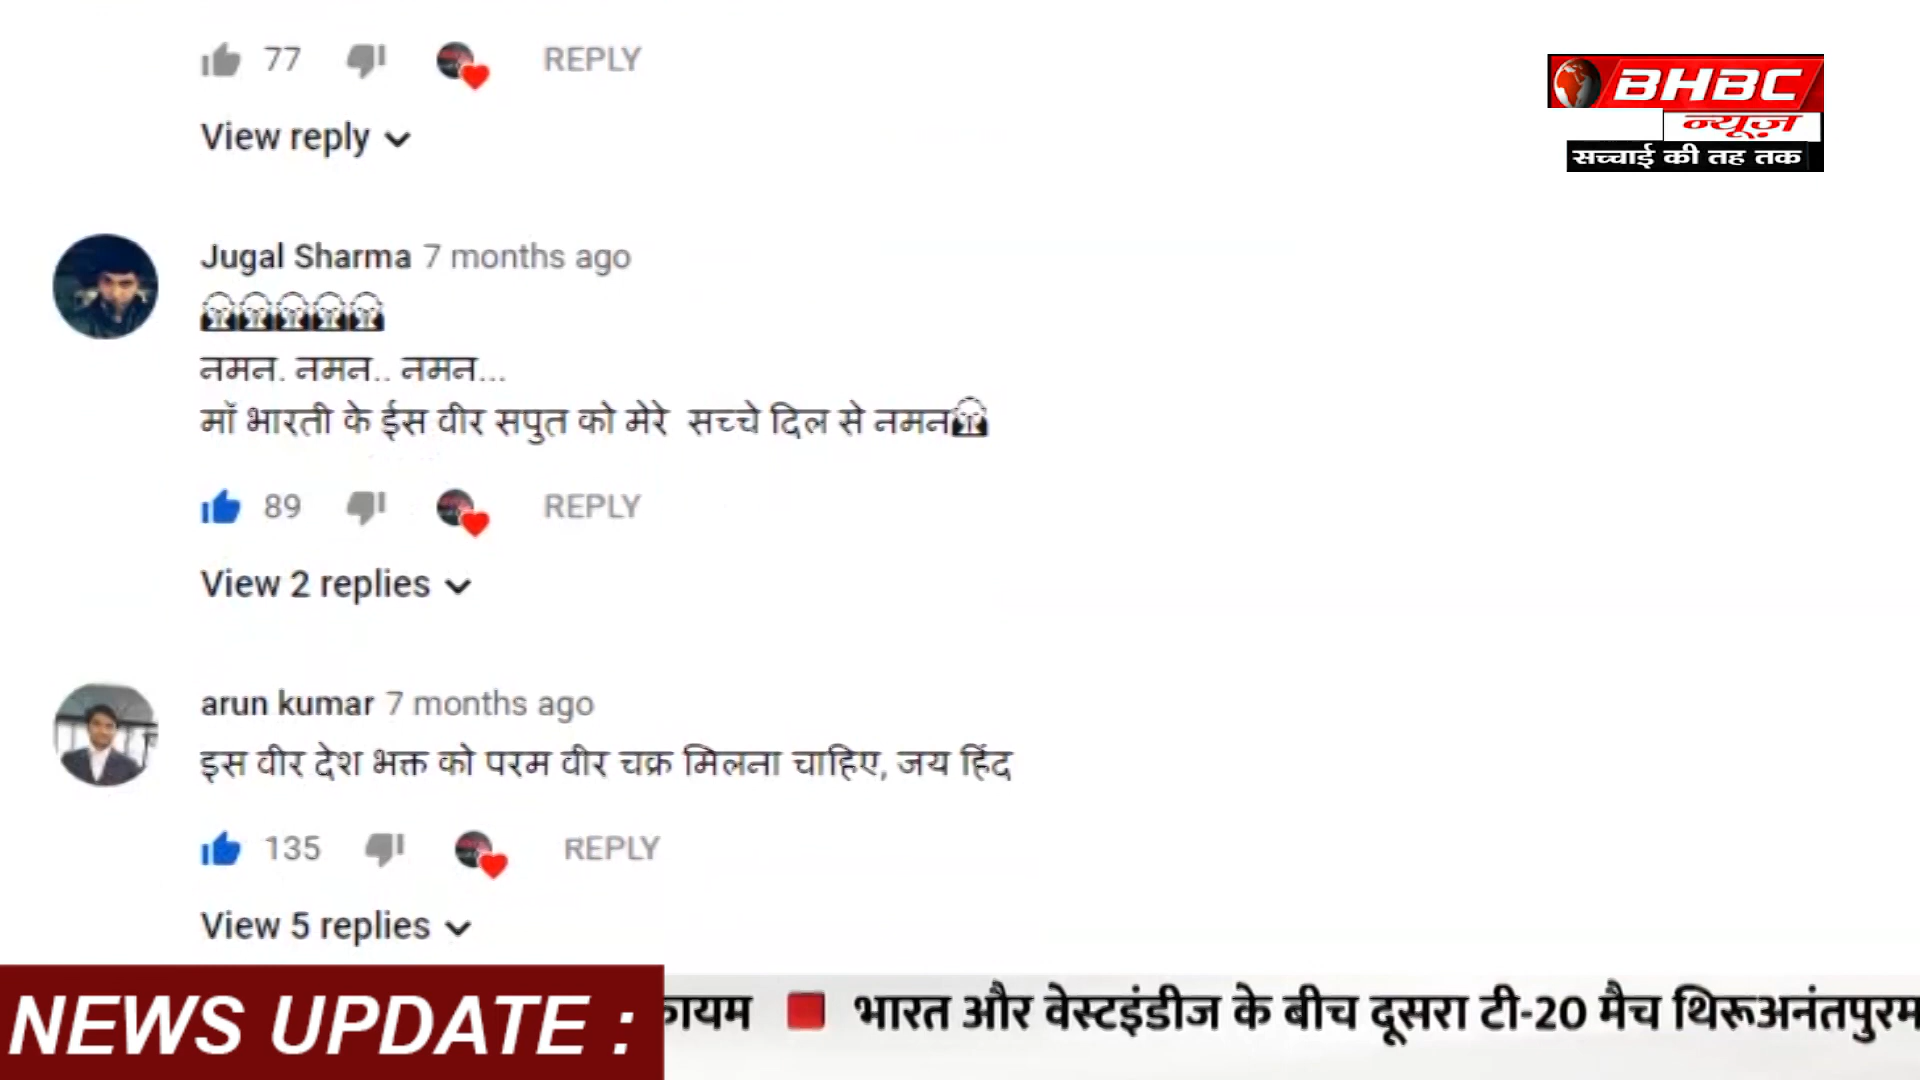 77 REPLY
View reply
BHBC
न्यूज़
सच्चाई की तह तक
Jugal Sharma 7 months ago
नमन. नमन.. नमन...
मॉ भारती के ईस वीर सपुत को मेरे सच्चे दिल से नमन
89 REPLY
View 2 replies
arun kumar 7 months ago
इस वीर देश भक्त को परम वीर चक्र मिलना चाहिए, जय हिंद
135 REPLY
View 5 replies
NEWS UPDATE : भारत और वेस्टइंडीज के बीच दूसरा टी-20 मैच थिरूअनंतपुरम